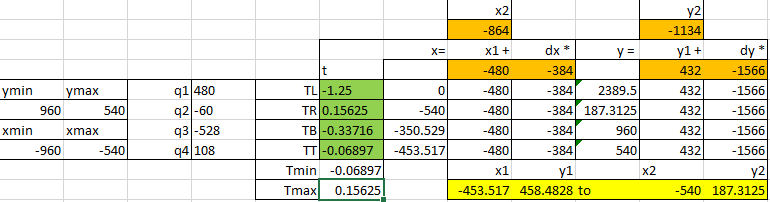 x2 y2
-864 -1134
x= x1 + dx * y = y1 + dy *
t -480 -384 432 -1566
ymin ymax q1 480 TL -1.25 0 -480 -384 2389.5 432 -1566
960 540 q2 -60 TR 0.15625 -540 -480 -384 187.3125 432 -1566
xmin xmax q3 -528 TB -0.33716 -350.529 -480 -384 960 432 -1566
-960 -540 q4 108 TT -0.06897 -453.517 -480 -384 540 432 -1566
Tmin -0.06897 x1 y1 x2 y2
Tmax 0.15625 -453.517 458.4828 to -540 187.3125